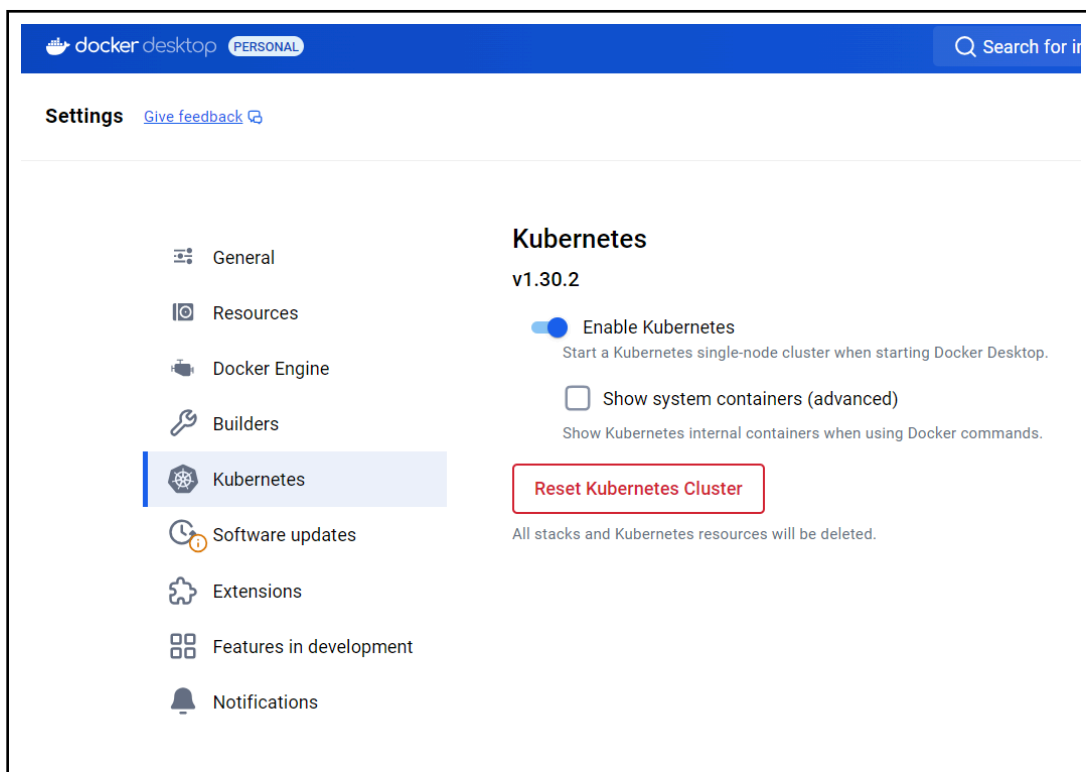 docker desktop PERSONAL
Search for i
Settings Give feedback
General
Resources
Docker Engine
Builders
Kubernetes
Software updates
Extensions
Features in development
Notifications
Kubernetes
v1.30.2
Enable Kubernetes
Start a Kubernetes single-node cluster when starting Docker Desktop.
Show system containers (advanced)
Show Kubernetes internal containers when using Docker commands.
Reset Kubernetes Cluster
All stacks and Kubernetes resources will be deleted.